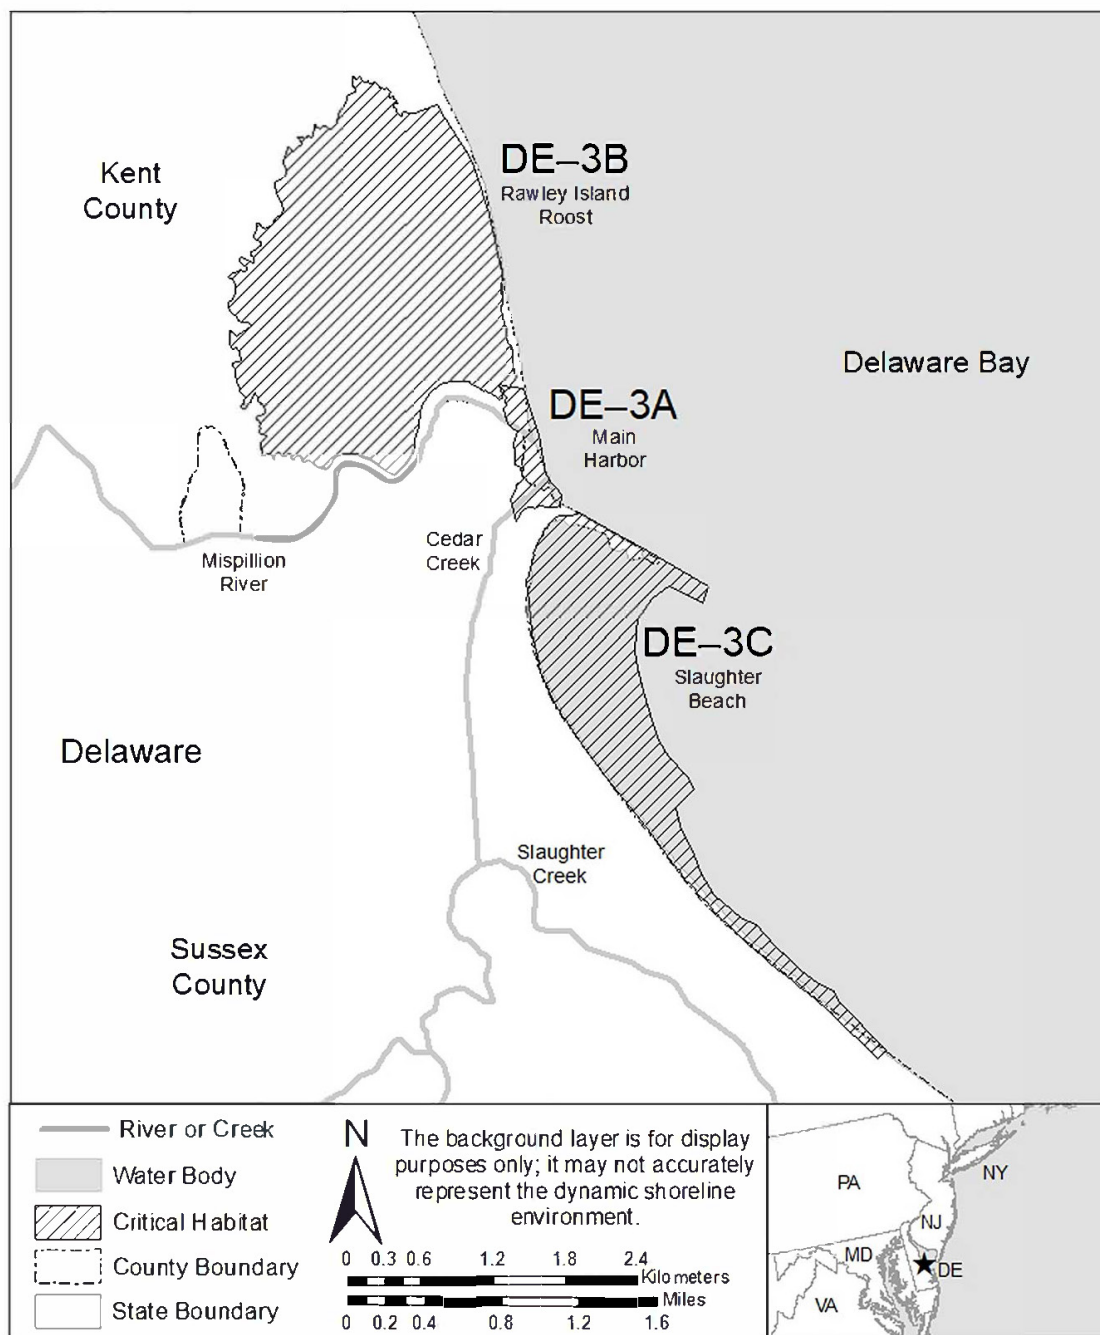 Kent
County
DE–3B
Rawley Island
Roost
Delaware Bay
DE–3A
Main
Harbor
Cedar
Creek
Mispillion
River
DE–3C
Slaughter
Beach
Delaware
Slaughter
Creek
Sussex
County
River or Creek
Water Body
Critical Habitat
County Boundary
State Boundary
N
The background layer is for display
purposes only; it may not accurately
represent the dynamic shoreline
environment.
0 0.3 0.6 1.2 1.8 2.4
Kilometers
Miles
0 0.2 0.4 0.8 1.2 1.6
PA
NY
NJ
MD
DE
VA